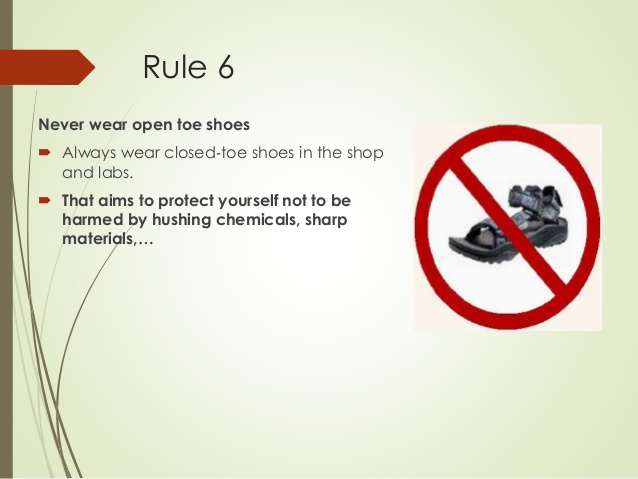 Rule 6
Never wear open toe shoes
Always wear closed-toe shoes in the shop
and labs.
That aims to protect yourself not to be
harmed by hushing chemicals, sharp
materials,…